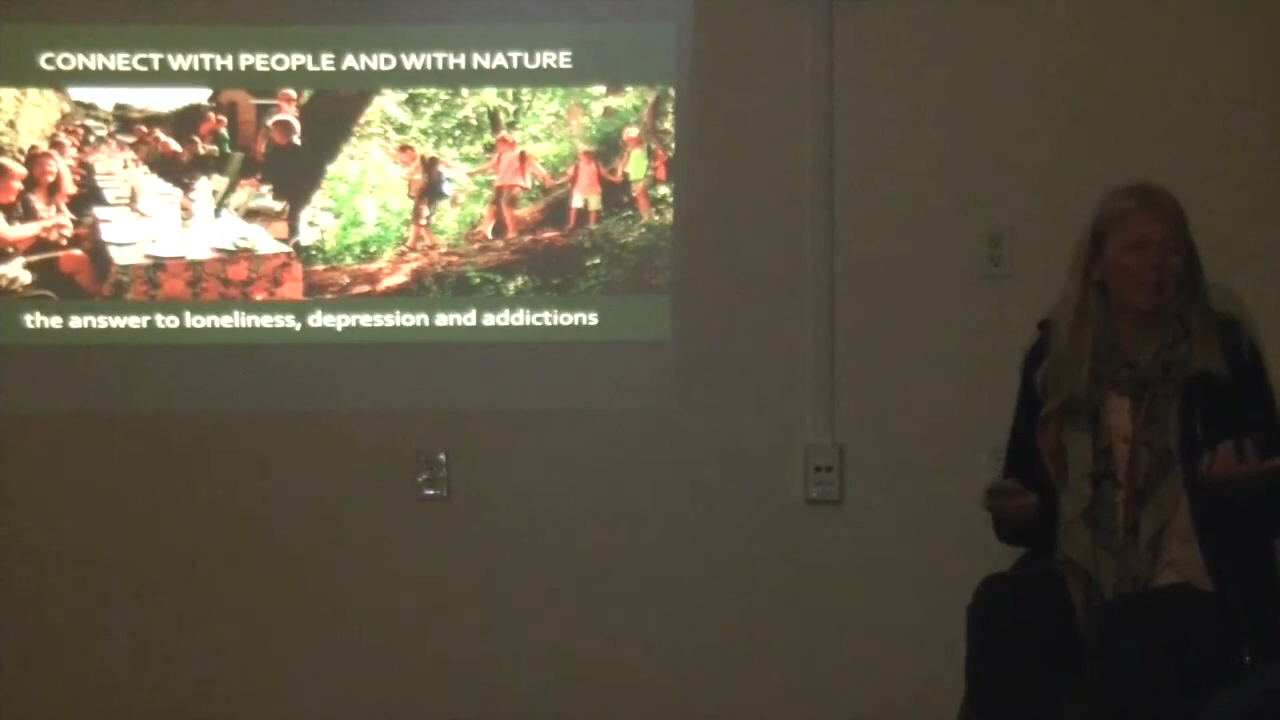 CONNECT WITH PEOPLE AND WITH NATURE
the answer to loneliness, depression and addictions